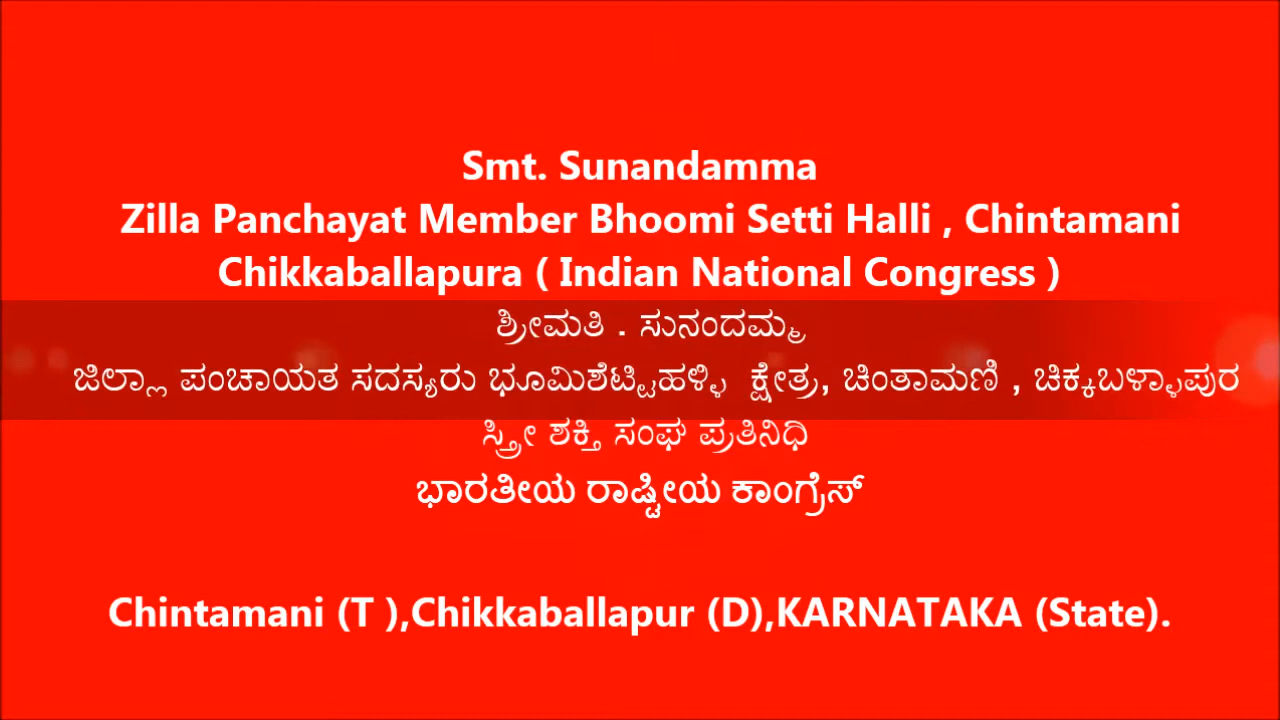 Smt. Sunandamma
Zilla Panchayat Member Bhoomi Setti Halli , Chintamani
Chikkaballapura ( Indian National Congress )
ಶ್ರೀಮತಿ . ಸುನಂದಮ್ಮ
ಜಿಲ್ಲಾ ಪಂಚಾಯತ ಸದಸ್ಯರು ಭೂಮಿಶೆಟ್ಟಿಹಳ್ಳಿ ಕ್ಷೇತ್ರ, ಚಿಂತಾಮಣಿ , ಚಿಕ್ಕಬಳ್ಳಾಪುರ
ಸ್ತ್ರೀ ಶಕ್ತಿ ಸಂಘ ಪ್ರತಿನಿಧಿ
ಭಾರತೀಯ ರಾಷ್ಟೀಯ ಕಾಂಗ್ರೆಸ್
Chintamani (T ),Chikkaballapur (D),KARNATAKA (State).